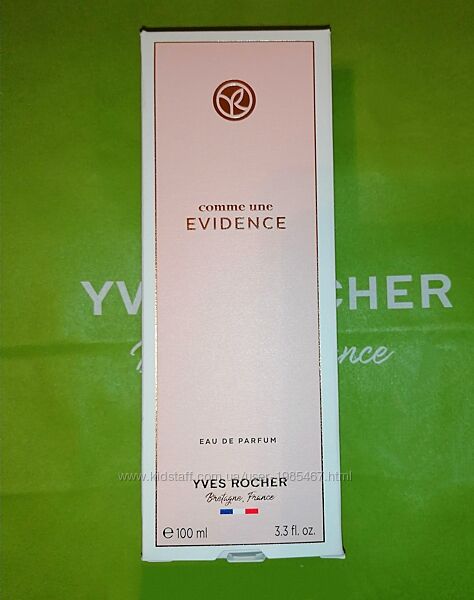 comme une
EVIDENCE
YVES ROCHER
EAU DE PARFUM
www.kidstaff.com.ua/user-1985467.html
YVES ROCHER
Bretagne, France
℮ 100 ml 3.3 fl. oz.